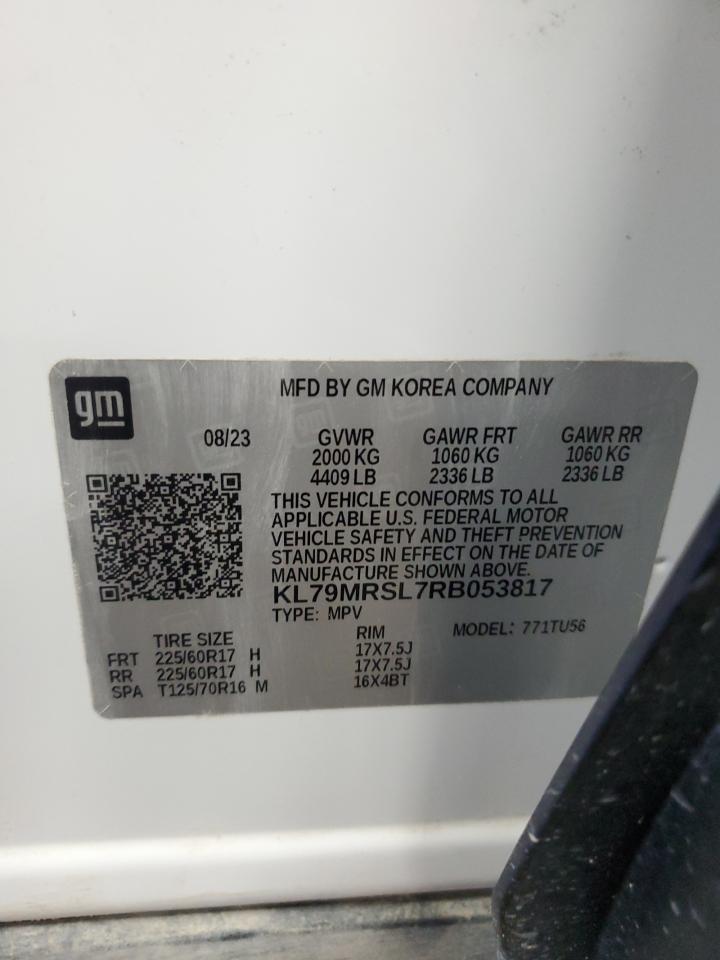 gm
MFD BY GM KOREA COMPANY
08/23 GVWR GAWR FRT GAWR RR
2000 KG 1060 KG 1060 KG
4409 LB 2336 LB 2336 LB
THIS VEHICLE CONFORMS TO ALL
APPLICABLE U.S. FEDERAL MOTOR
VEHICLE SAFETY AND THEFT PREVENTION
STANDARDS IN EFFECT ON THE DATE OF
MANUFACTURE SHOWN ABOVE.
KL79MRSL7RB053817
TYPE: MPV MODEL: 771TU56
TIRE SIZE RIM
FRT 225/60R17 H 17X7.5J
RR 225/60R17 H 17X7.5J
SPA T125/70R16 M 16X4BT